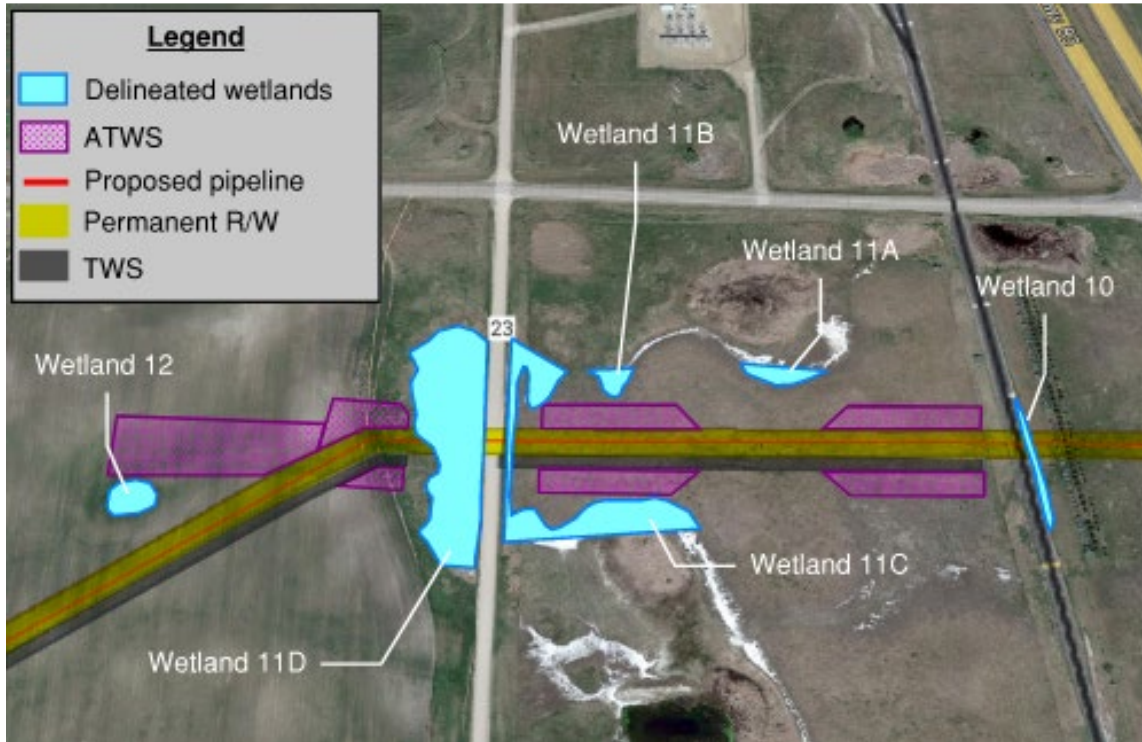 Legend
Delineated wetlands
ATWS
Proposed pipeline
Permanent R/W
TWS
Wetland 11B
Wetland 11A
Wetland 10
23
Wetland 12
Wetland 11C
Wetland 11D